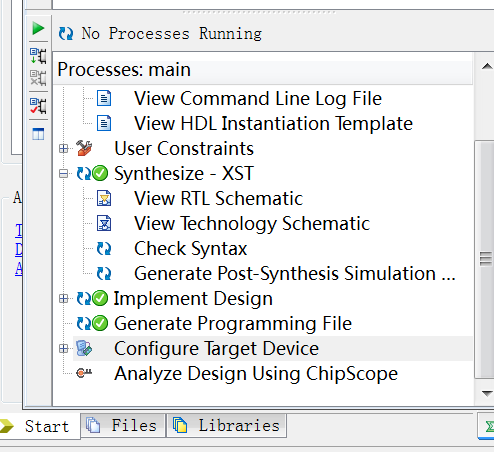 No Processes Running
Processes: main
View Command Line Log File
View HDL Instantiation Template
User Constraints
Synthesize - XST
View RTL Schematic
View Technology Schematic
Check Syntax
Generate Post-Synthesis Simulation ...
Implement Design
Generate Programming File
Configure Target Device
Analyze Design Using ChipScope
Start
Files
Libraries